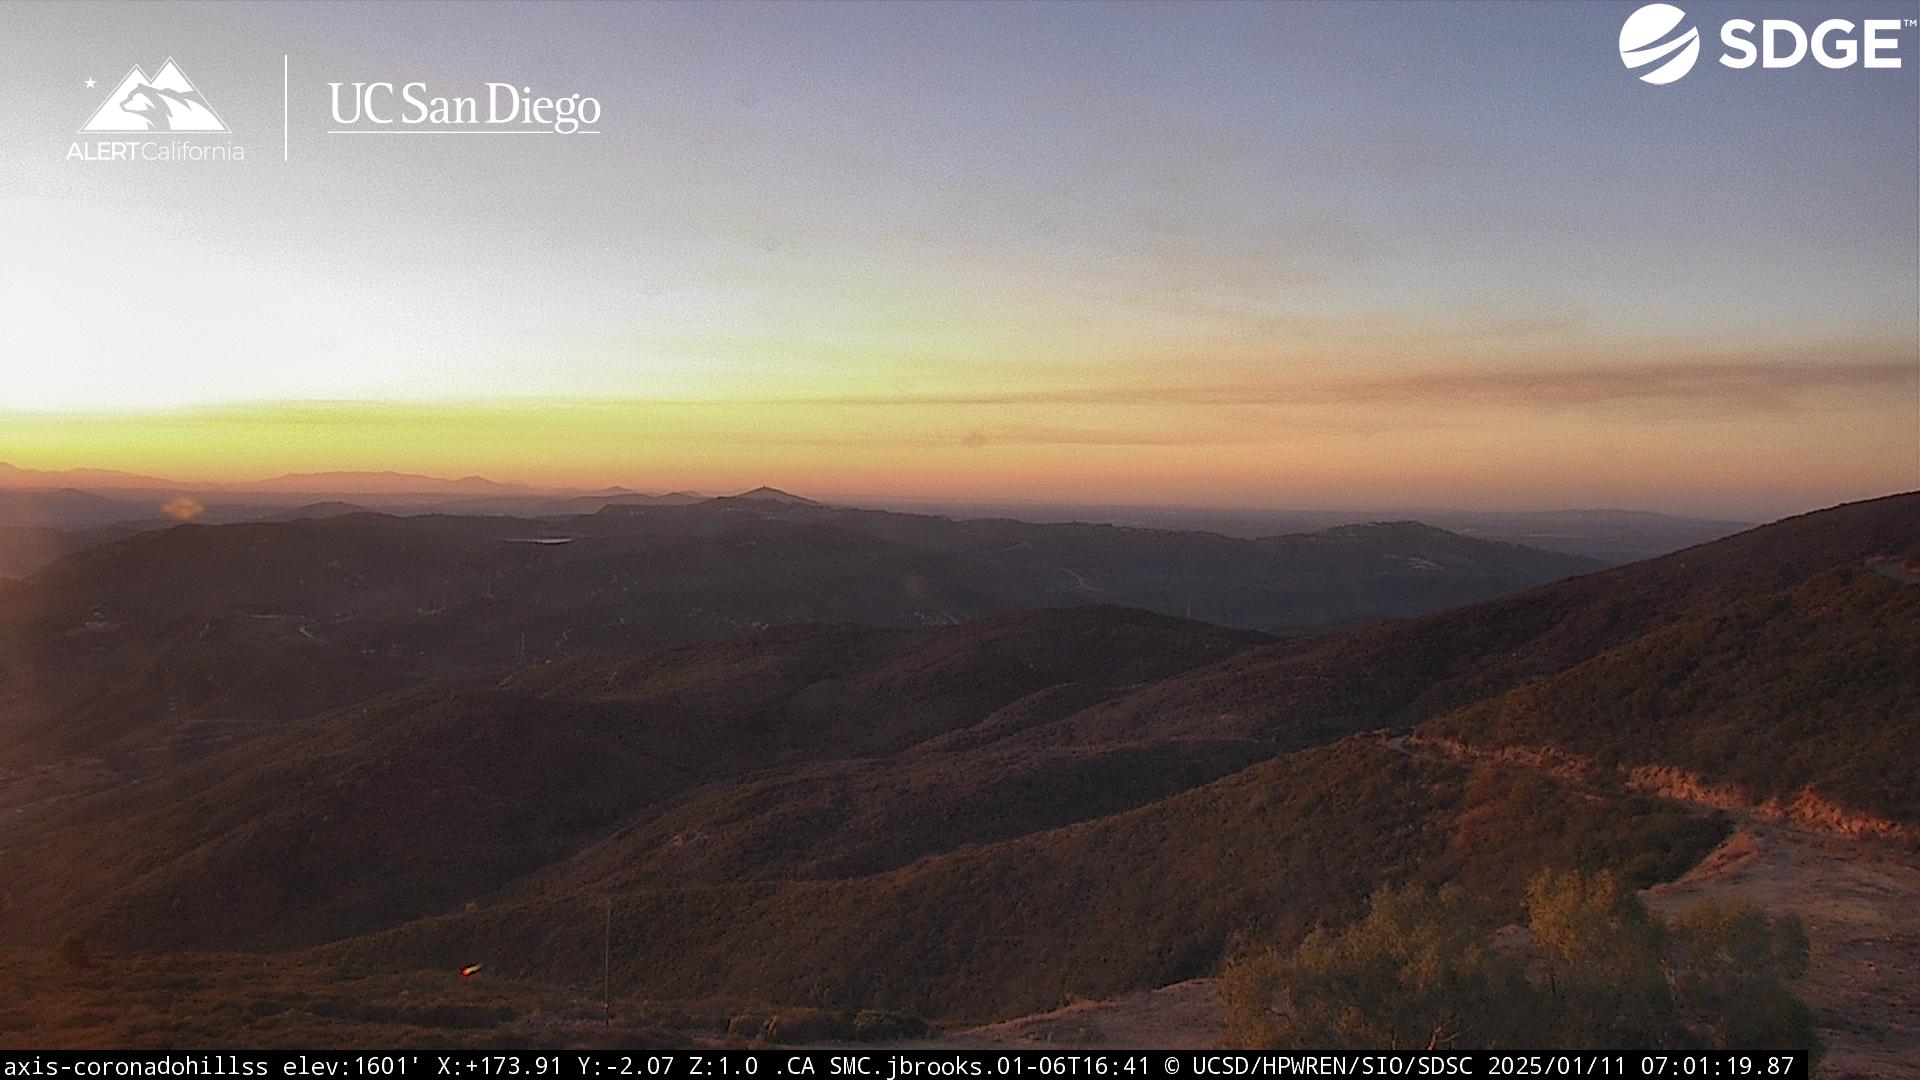 SDGE™
UC San Diego
ALERTCalifornia
axis-coronadohillss elev:1601' X:+173.91 Y:-2.07 Z:1.0 .CA SMC.jbrooks.01-06T16:41 © UCSD/HPWREN/SIO/SDSC 2025/01/11 07:01:19.87